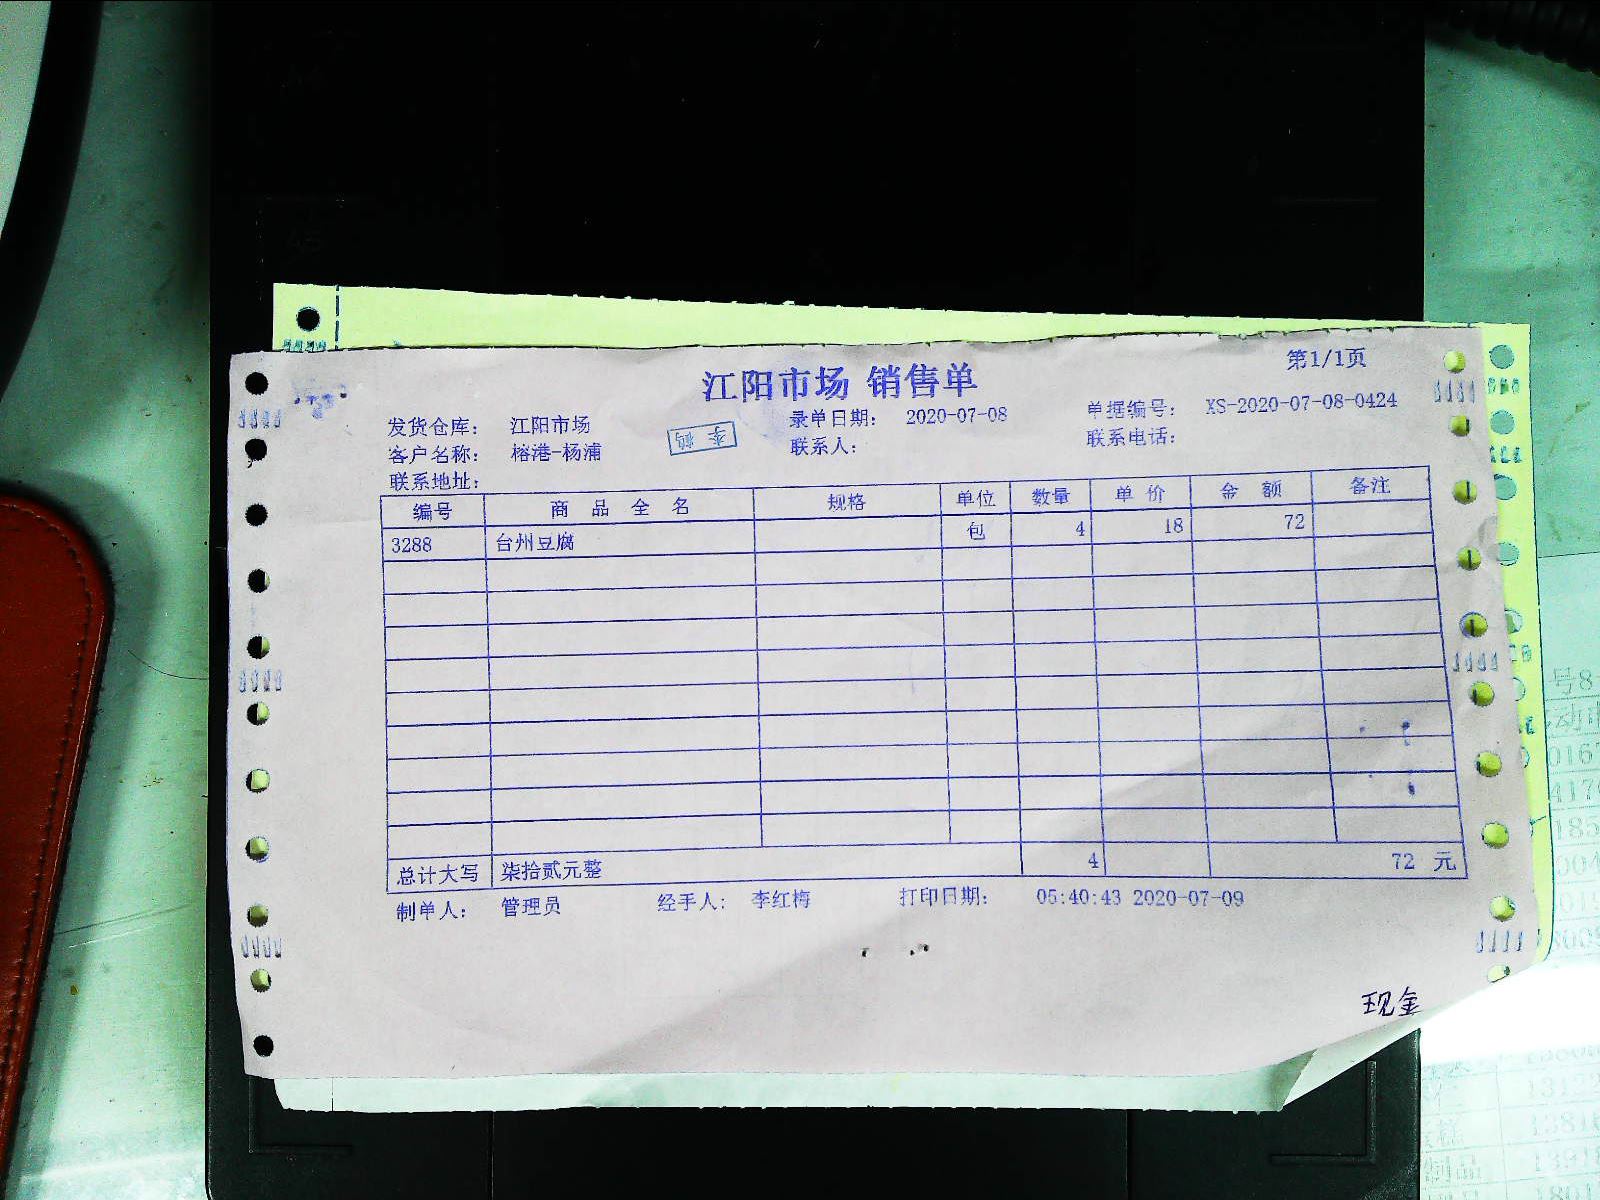 江阳市场 销售单
第1/1页
发货仓库： 江阳市场 录单日期： 2020-07-08 单据编号： XS-2020-07-08-0424
客户名称： 榕港-杨浦 李鹤 联系人： 联系电话：
联系地址：
编号 商品全名 规格 单位 数量 单价 金额 备注
3288 台州豆腐 包 4 18 72
总计大写 柒拾贰元整 4 72 元
制单人： 管理员 经手人： 李红梅 打印日期： 05:40:43 2020-07-09
现金